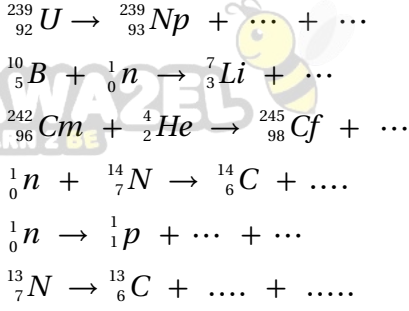 ²³⁹₉₂U → ²³⁹₉₃Np + ... + ...
¹⁰₅B + ¹₀n → ⁷₃Li + ...
²⁴²₉₆Cm + ⁴₂He → ²⁴⁵₉₈Cf + ...
¹₀n + ¹⁴₇N → ¹⁴₆C + ....
¹₀n → ¹₁p + ... + ...
¹³₇N → ¹³₆C + .... + .....